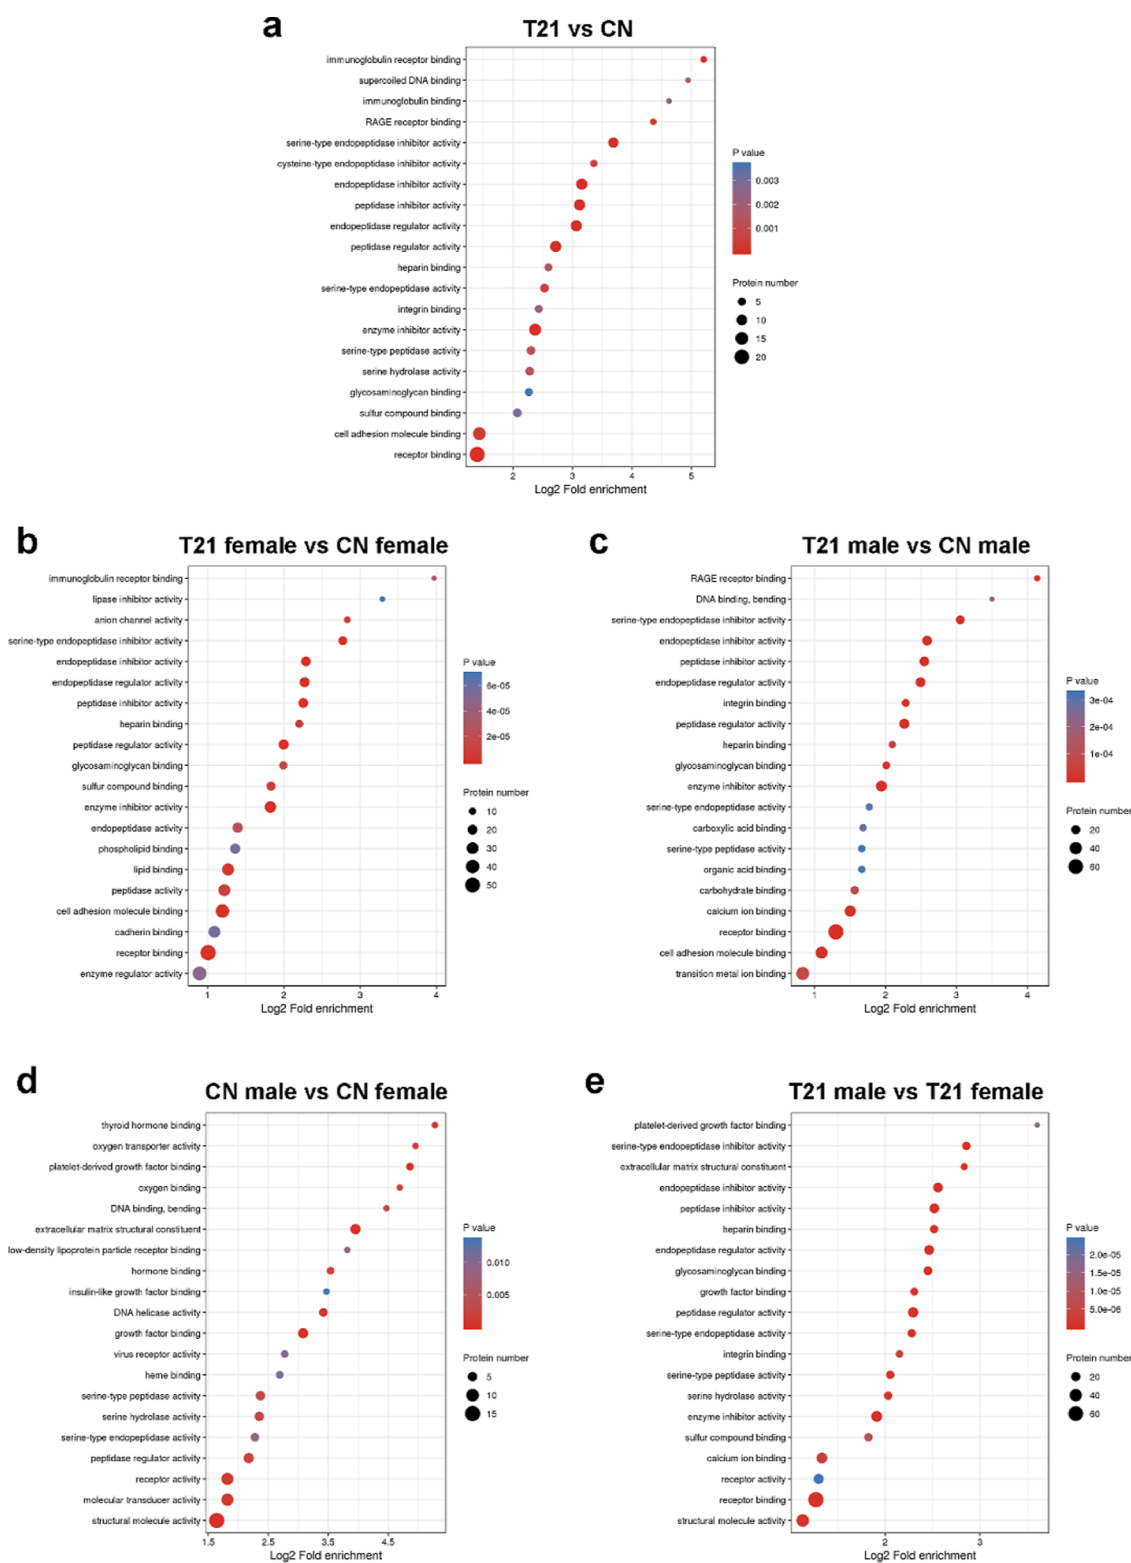 a
T21 vs CN
immunoglobulin receptor binding
supercoiled DNA binding
immunoglobulin binding
RAGE receptor binding
serine-type endopeptidase inhibitor activity
cysteine-type endopeptidase inhibitor activity
endopeptidase inhibitor activity
peptidase inhibitor activity
endopeptidase regulator activity
peptidase regulator activity
heparin binding
serine-type endopeptidase activity
integrin binding
enzyme inhibitor activity
serine-type peptidase activity
serine hydrolase activity
glycosaminoglycan binding
sulfur compound binding
cell adhesion molecule binding
receptor binding
2 3 4 5
Log2 Fold enrichment
P value
0.003
0.002
0.001
Protein number
5
10
15
20
b
T21 female vs CN female
immunoglobulin receptor binding
lipase inhibitor activity
anion channel activity
serine-type endopeptidase inhibitor activity
endopeptidase inhibitor activity
endopeptidase regulator activity
peptidase inhibitor activity
heparin binding
peptidase regulator activity
glycosaminoglycan binding
sulfur compound binding
enzyme inhibitor activity
endopeptidase activity
phospholipid binding
lipid binding
peptidase activity
cell adhesion molecule binding
cadherin binding
receptor binding
enzyme regulator activity
1 2 3 4
Log2 Fold enrichment
P value
6e-05
4e-05
2e-05
Protein number
10
20
30
40
50
c
T21 male vs CN male
RAGE receptor binding
DNA binding, bending
serine-type endopeptidase inhibitor activity
endopeptidase inhibitor activity
peptidase inhibitor activity
endopeptidase regulator activity
integrin binding
peptidase regulator activity
heparin binding
glycosaminoglycan binding
enzyme inhibitor activity
serine-type endopeptidase activity
carboxylic acid binding
serine-type peptidase activity
organic acid binding
carbohydrate binding
calcium ion binding
receptor binding
cell adhesion molecule binding
transition metal ion binding
1 2 3 4
Log2 Fold enrichment
P value
3e-04
2e-04
1e-04
Protein number
20
40
60
d
CN male vs CN female
thyroid hormone binding
oxygen transporter activity
platelet-derived growth factor binding
oxygen binding
DNA binding, bending
extracellular matrix structural constituent
low-density lipoprotein particle receptor binding
hormone binding
insulin-like growth factor binding
DNA helicase activity
growth factor binding
virus receptor activity
heme binding
serine-type peptidase activity
serine hydrolase activity
serine-type endopeptidase activity
peptidase regulator activity
receptor activity
molecular transducer activity
structural molecule activity
1.5 2.5 3.5 4.5
Log2 Fold enrichment
P value
0.010
0.005
Protein number
5
10
15
e
T21 male vs T21 female
platelet-derived growth factor binding
serine-type endopeptidase inhibitor activity
extracellular matrix structural constituent
endopeptidase inhibitor activity
peptidase inhibitor activity
heparin binding
endopeptidase regulator activity
glycosaminoglycan binding
growth factor binding
peptidase regulator activity
serine-type endopeptidase activity
integrin binding
serine-type peptidase activity
serine hydrolase activity
enzyme inhibitor activity
sulfur compound binding
calcium ion binding
receptor activity
receptor binding
structural molecule activity
2 3
Log2 Fold enrichment
P value
2.0e-05
1.5e-05
1.0e-05
5.0e-06
Protein number
20
40
60